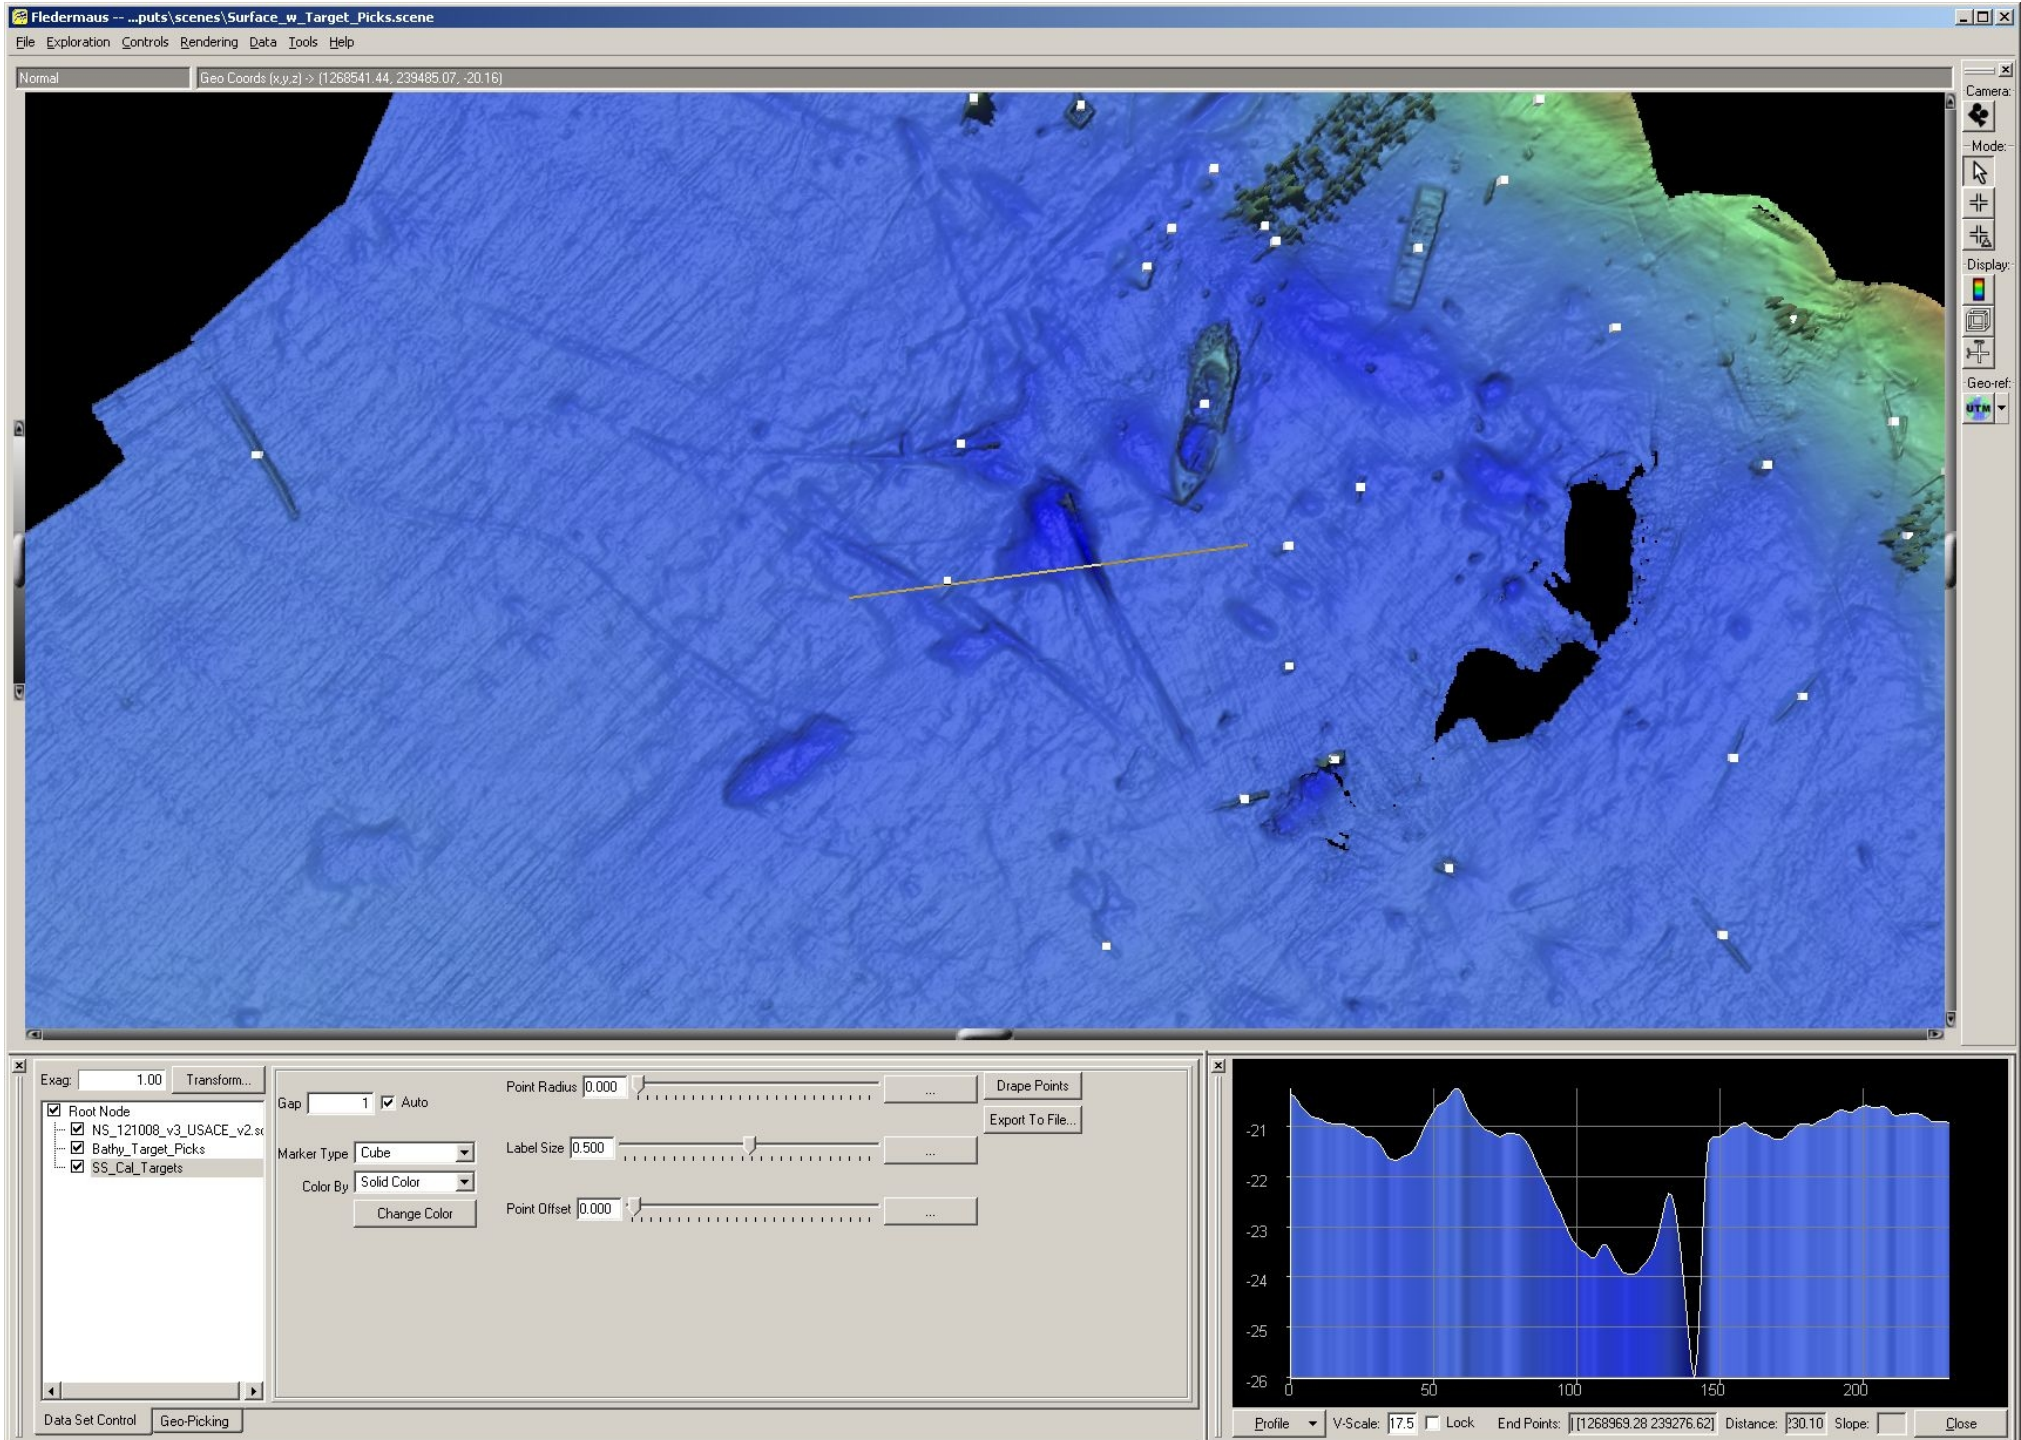 Fledermaus -- ...puts\scenes\Surface_w_Target_Picks.scene
File Exploration Controls Rendering Data Tools Help
Normal
Geo Coords (x,y,z) -> (1268541.44, 239485.07, -20.16)
Camera:
Mode:
Display:
Geo-ref:
UTM
Exag: 1.00 Transform...
Root Node
NS_121008_v3_USACE_v2.s
Bathy_Target_Picks
SS_Cal_Targets
Data Set Control Geo-Picking
Gap 1 Auto
Marker Type Cube
Color By Solid Color
Change Color
Point Radius 0.000 ...
Label Size 0.500 ...
Point Offset 0.000 ...
Drape Points
Export To File...
-21
-22
-23
-24
-25
-26
0 50 100 150 200
Profile V-Scale: 17.5 Lock End Points: [1268969.28 239276.62] Distance: 30.10 Slope: Close